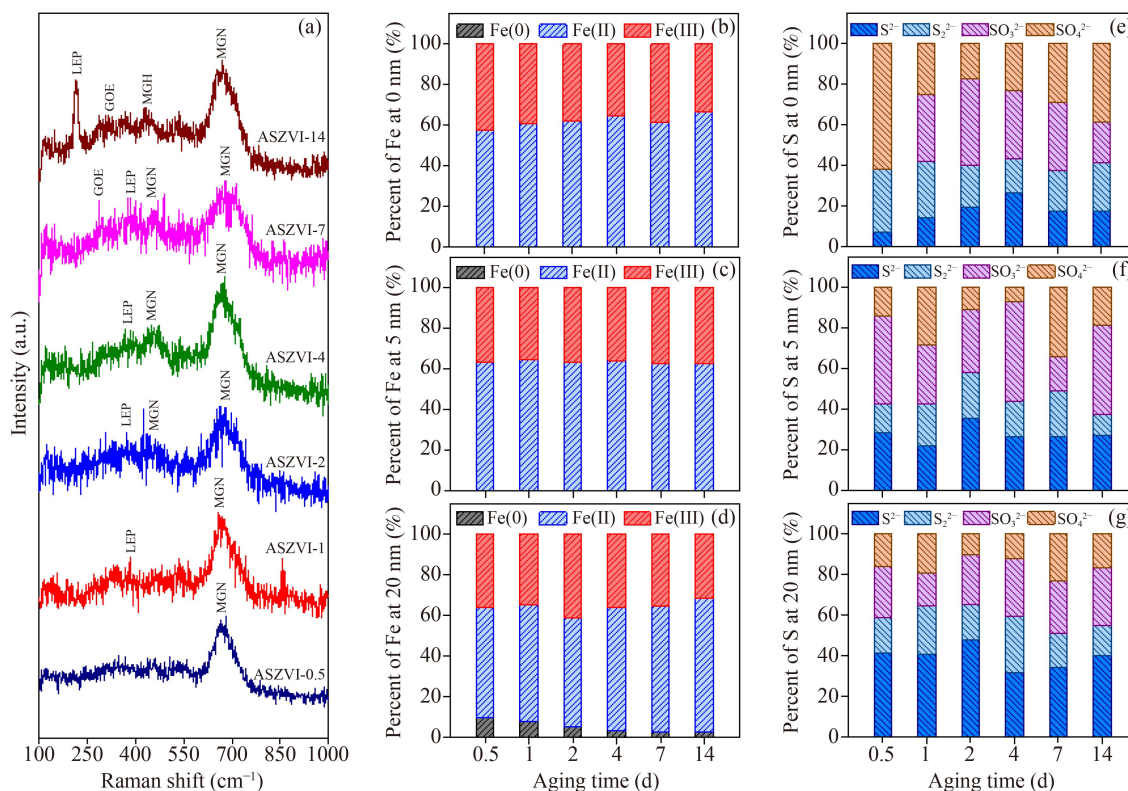 (a)
LEP
GOE
MGH
MGN
ASZVI-14
GOE
LEP
MGN
MGN
ASZVI-7
LEP
MGN
MGN
ASZVI-4
LEP
MGN
MGN
ASZVI-2
LEP
MGN
ASZVI-1
MGN
ASZVI-0.5
Intensity (a.u.)
100 250 400 550 700 850 1000
Raman shift (cm⁻¹)
Fe(0) Fe(II) Fe(III) (b)
Percent of Fe at 0 nm (%)
100
80
60
40
20
0
Fe(0) Fe(II) Fe(III) (c)
Percent of Fe at 5 nm (%)
100
80
60
40
20
0
Fe(0) Fe(II) Fe(III) (d)
Percent of Fe at 20 nm (%)
100
80
60
40
20
0
0.5 1 2 4 7 14
Aging time (d)
S²⁻ S₂²⁻ SO₃²⁻ SO₄²⁻ (e)
Percent of S at 0 nm (%)
100
80
60
40
20
0
S²⁻ S₂²⁻ SO₃²⁻ SO₄²⁻ (f)
Percent of S at 5 nm (%)
100
80
60
40
20
0
S²⁻ S₂²⁻ SO₃²⁻ SO₄²⁻ (g)
Percent of S at 20 nm (%)
100
80
60
40
20
0
0.5 1 2 4 7 14
Aging time (d)